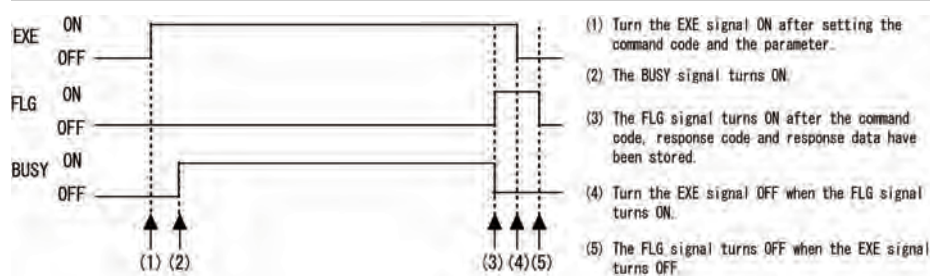 EXE ON
OFF
FLG ON
OFF
BUSY ON
OFF
(1) (2) (3) (4) (5)
(1) Turn the EXE signal ON after setting the
command code and the parameter.
(2) The BUSY signal turns ON.
(3) The FLG signal turns ON after the command
code, response code and response data have
been stored.
(4) Turn the EXE signal OFF when the FLG signal
turns ON.
(5) The FLG signal turns OFF when the EXE signal
turns OFF.